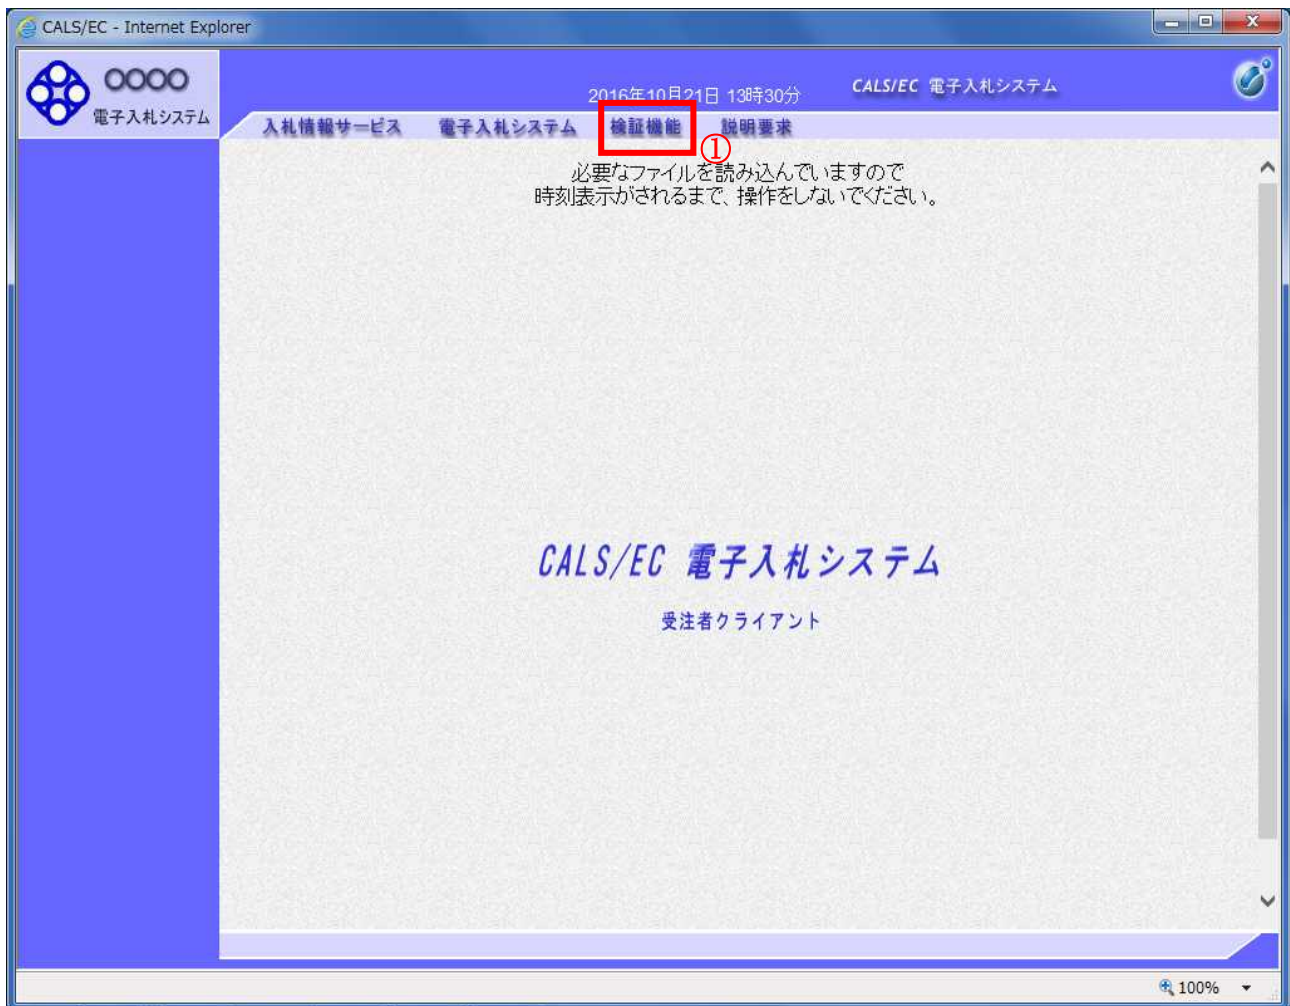 CALS/EC - Internet Explorer
○○○○
電子入札システム
2016年10月21日 13時30分
CALS/EC 電子入札システム
入札情報サービス 電子入札システム 検証機能 説明要求
①
必要なファイルを読み込んでいますので
時刻表示がされるまで、操作をしないでください。
CALS/EC 電子入札システム
受注者クライアント
100%